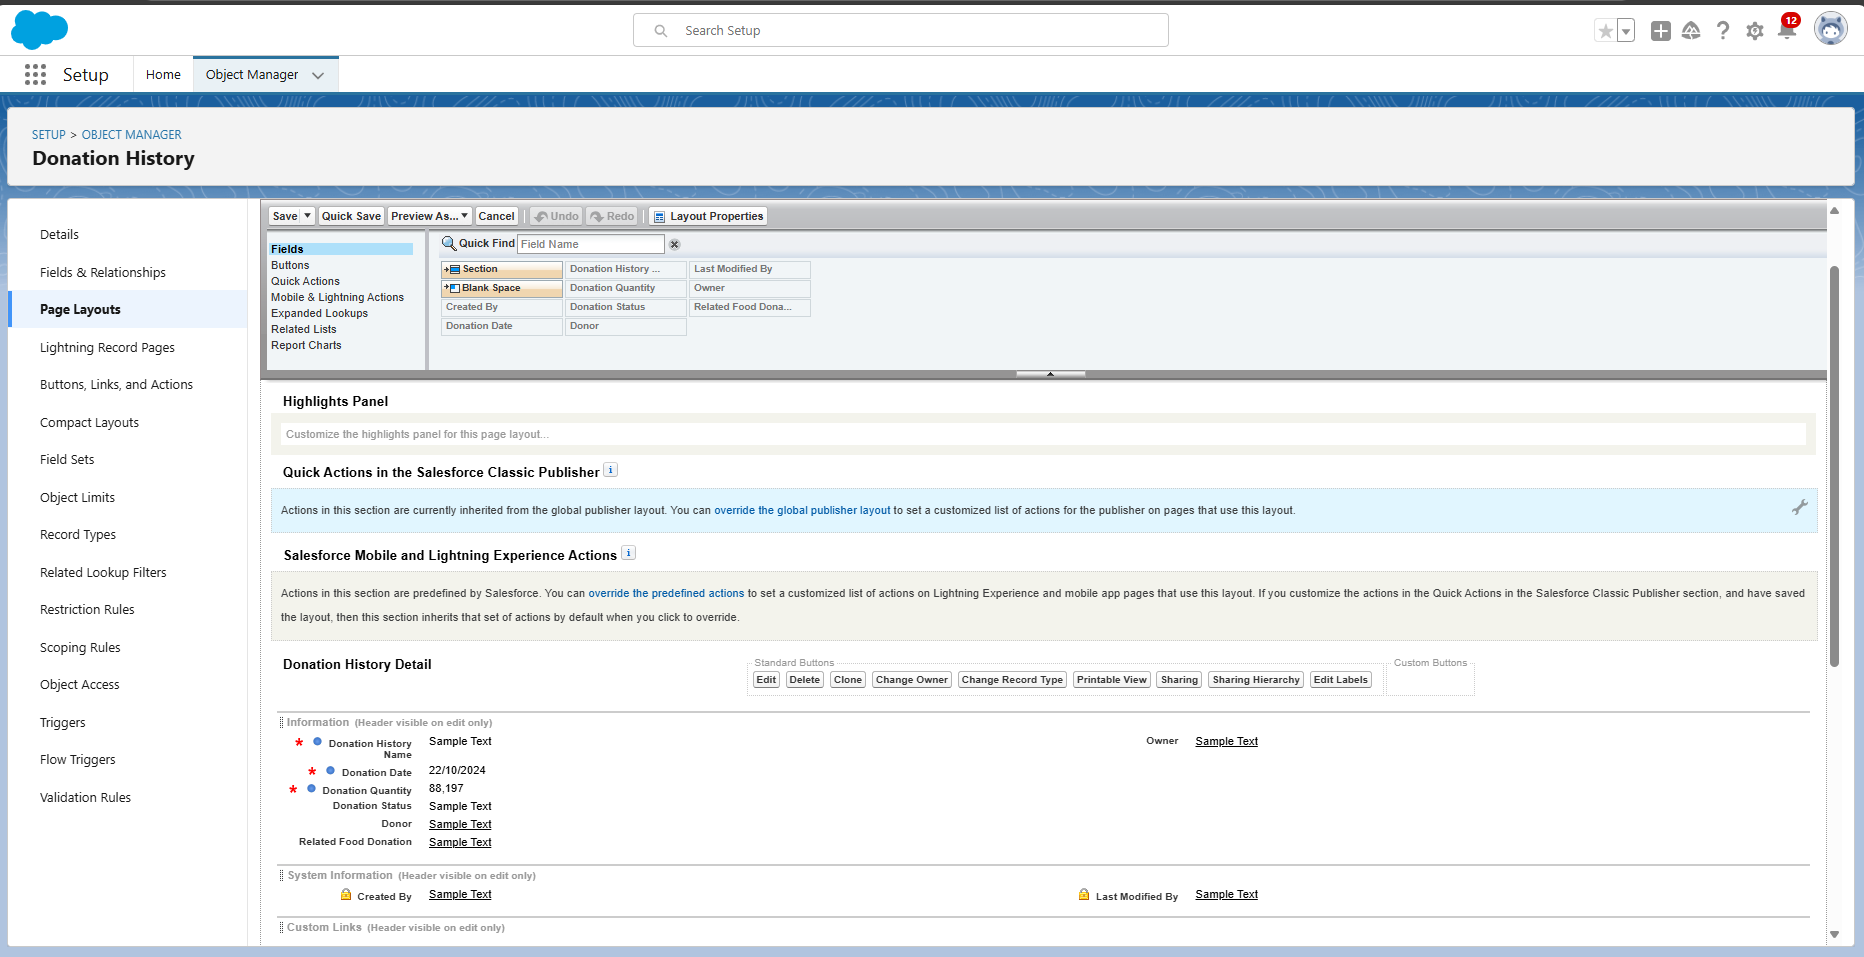 Search Setup
12
Setup
Home
Object Manager
SETUP > OBJECT MANAGER
Donation History
Details
Fields & Relationships
Page Layouts
Lightning Record Pages
Buttons, Links, and Actions
Compact Layouts
Field Sets
Object Limits
Record Types
Related Lookup Filters
Restriction Rules
Scoping Rules
Object Access
Triggers
Flow Triggers
Validation Rules
Save Quick Save Preview As... Cancel Undo Redo Layout Properties
Fields
Buttons
Quick Actions
Mobile & Lightning Actions
Expanded Lookups
Related Lists
Report Charts
Quick Find Field Name
Section Donation History ... Last Modified By
Blank Space Donation Quantity Owner
Created By Donation Status Related Food Dona...
Donation Date Donor
Highlights Panel
Customize the highlights panel for this page layout...
Quick Actions in the Salesforce Classic Publisher i
Actions in this section are currently inherited from the global publisher layout. You can override the global publisher layout to set a customized list of actions for the publisher on pages that use this layout.
Salesforce Mobile and Lightning Experience Actions i
Actions in this section are predefined by Salesforce. You can override the predefined actions to set a customized list of actions on Lightning Experience and mobile app pages that use this layout. If you customize the actions in the Quick Actions in the Salesforce Classic Publisher section, and have saved
the layout, then this section inherits that set of actions by default when you click to override.
Donation History Detail
Standard Buttons
Edit Delete Clone Change Owner Change Record Type Printable View Sharing Sharing Hierarchy Edit Labels
Custom Buttons
Information (Header visible on edit only)
* Donation History Name Sample Text
Owner Sample Text
* Donation Date 22/10/2024
* Donation Quantity 88,197
Donation Status Sample Text
Donor Sample Text
Related Food Donation Sample Text
System Information (Header visible on edit only)
Created By Sample Text
Last Modified By Sample Text
Custom Links (Header visible on edit only)